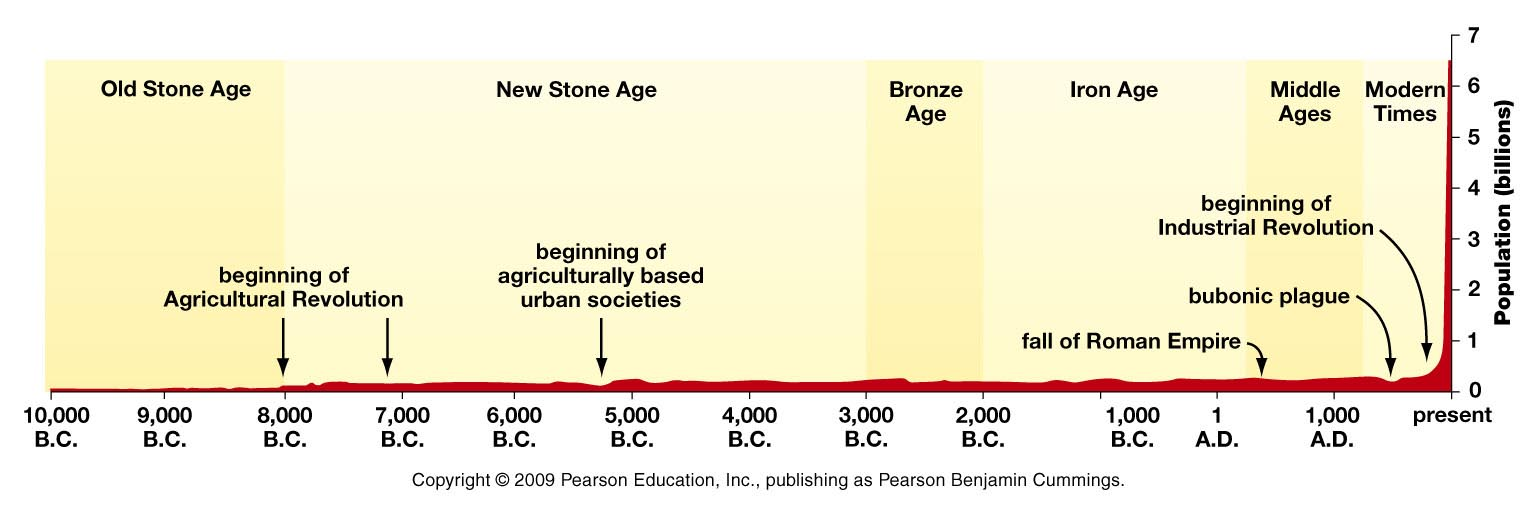 Old Stone Age
New Stone Age
Bronze
Age
Iron Age
Middle
Ages
Modern
Times
beginning of
Agricultural Revolution
beginning of
agriculturally based
urban societies
fall of Roman Empire
bubonic plague
beginning of
Industrial Revolution
7
6
5
4
3
2
1
0
Population (billions)
10,000
B.C.
9,000
B.C.
8,000
B.C.
7,000
B.C.
6,000
B.C.
5,000
B.C.
4,000
B.C.
3,000
B.C.
2,000
B.C.
1,000
B.C.
1
A.D.
1,000
A.D.
present
Copyright © 2009 Pearson Education, Inc., publishing as Pearson Benjamin Cummings.